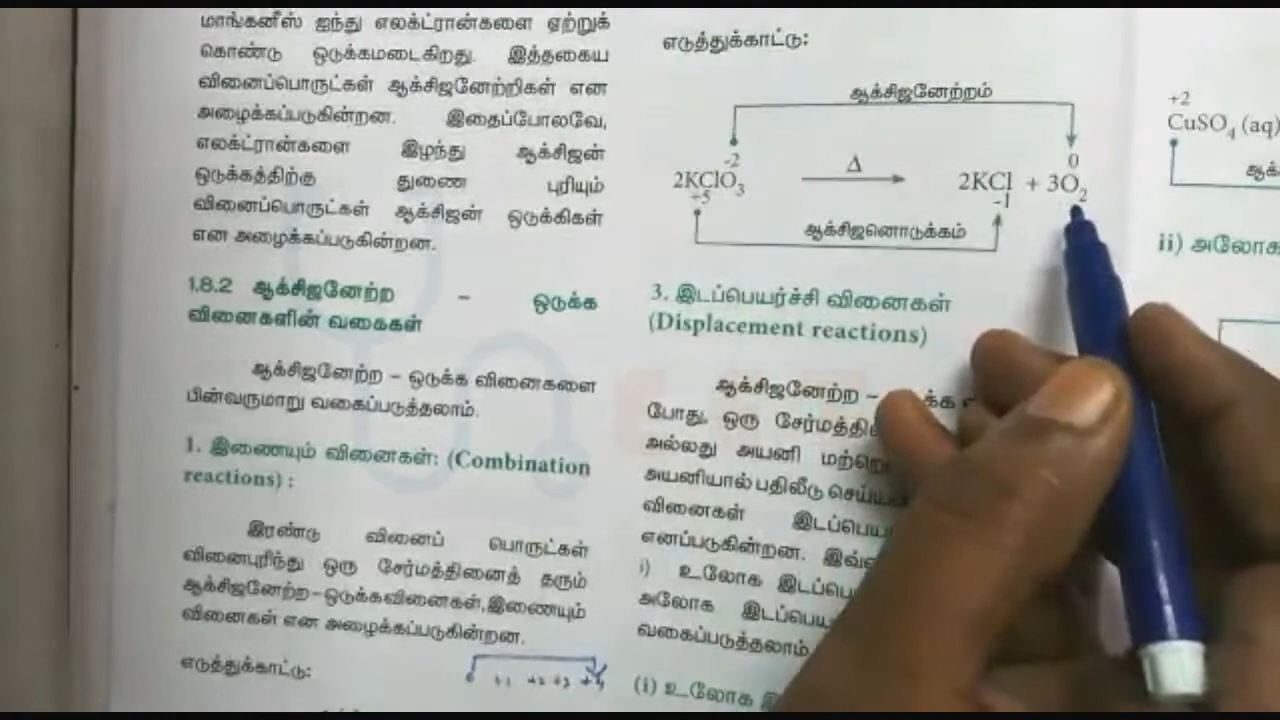 மாங்கனீஸ் ஐந்து எலக்ட்ரான்களை ஏற்றுக்
கொண்டு ஒடுக்கமடைகிறது. இத்தகைய
வினைப்பொருட்கள் ஆக்சிஜனேற்றிகள் என
அழைக்கப்படுகின்றன. இதைப்போலவே,
எலக்ட்ரான்களை இழந்து ஆக்சிஜன்
ஒடுக்கத்திற்கு துணை புரியும்
வினைப்பொருட்கள் ஆக்சிஜன் ஒடுக்கிகள்
என அழைக்கப்படுகின்றன.
1.8.2 ஆக்சிஜனேற்ற – ஒடுக்க
வினைகளின் வகைகள்
ஆக்சிஜனேற்ற – ஒடுக்க வினைகளை
பின்வருமாறு வகைப்படுத்தலாம்.
1. இணையும் வினைகள்: (Combination
reactions) :
இரண்டு வினைப் பொருட்கள்
வினைபுரிந்து ஒரு சேர்மத்தினைத் தரும்
ஆக்சிஜனேற்ற–ஒடுக்கவினைகள்,இணையும்
வினைகள் என அழைக்கப்படுகின்றன.
எடுத்துக்காட்டு:
+1 +2 +3 +4
எடுத்துக்காட்டு:
ஆக்சிஜனேற்றம்
-2 0
2KClO₃ Δ 2KCl + 3O₂
+5 -1
ஆக்சிஜனொடுக்கம்
3. இடப்பெயர்ச்சி வினைகள்
(Displacement reactions)
ஆக்சிஜனேற்ற –
போது, ஒரு
அல்லது அயனி
அயனியால் பதிலீடு
வினைகள்
எனப்படுகின்றன.
i) உலோக
அலோக
வகைப்படுத்தலாம்.
(i) உலோக
+2
CuSO₄ (aq)
ii) அலோக